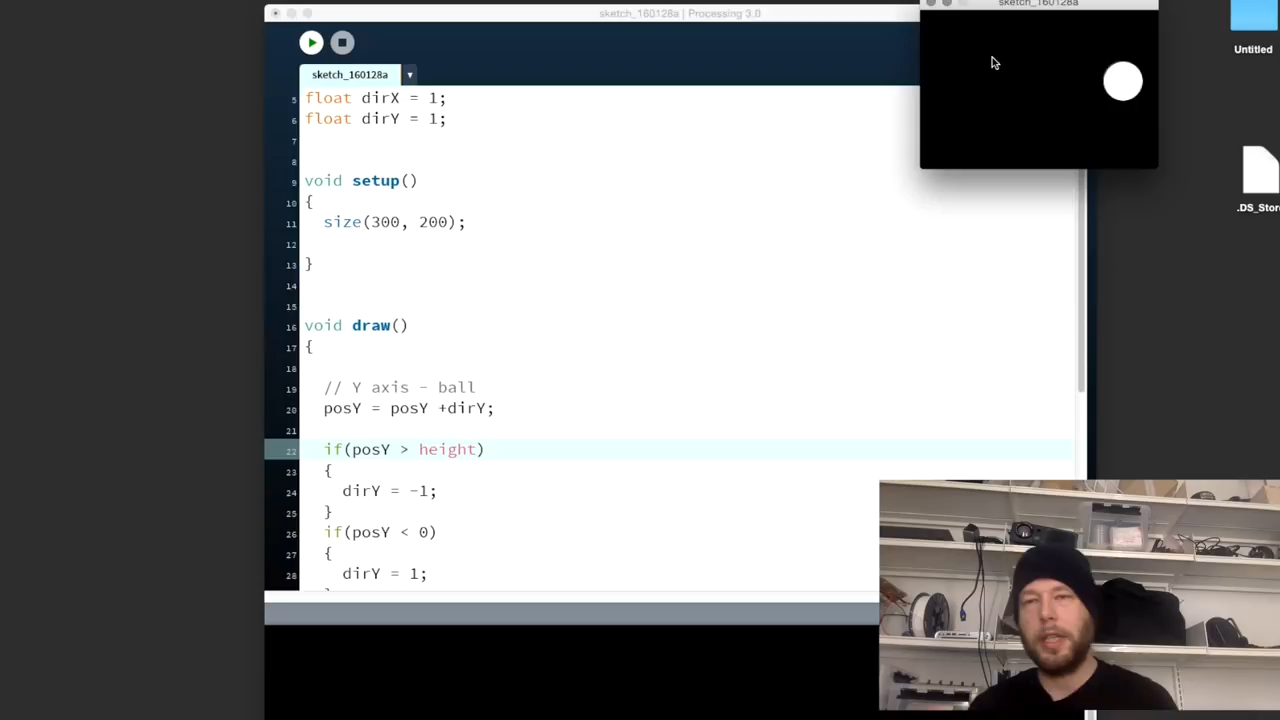 sketch_160128a | Processing 3.0
sketch_160128a
Untitled
sketch_160128a
.DS_Stor
5 float dirX = 1;
6 float dirY = 1;
7
8
9 void setup()
10 {
11 size(300, 200);
12
13 }
14
15
16 void draw()
17 {
18
19 // Y axis - ball
20 posY = posY +dirY;
21
22 if(posY > height)
23 {
24 dirY = -1;
25 }
26 if(posY < 0)
27 {
28 dirY = 1;